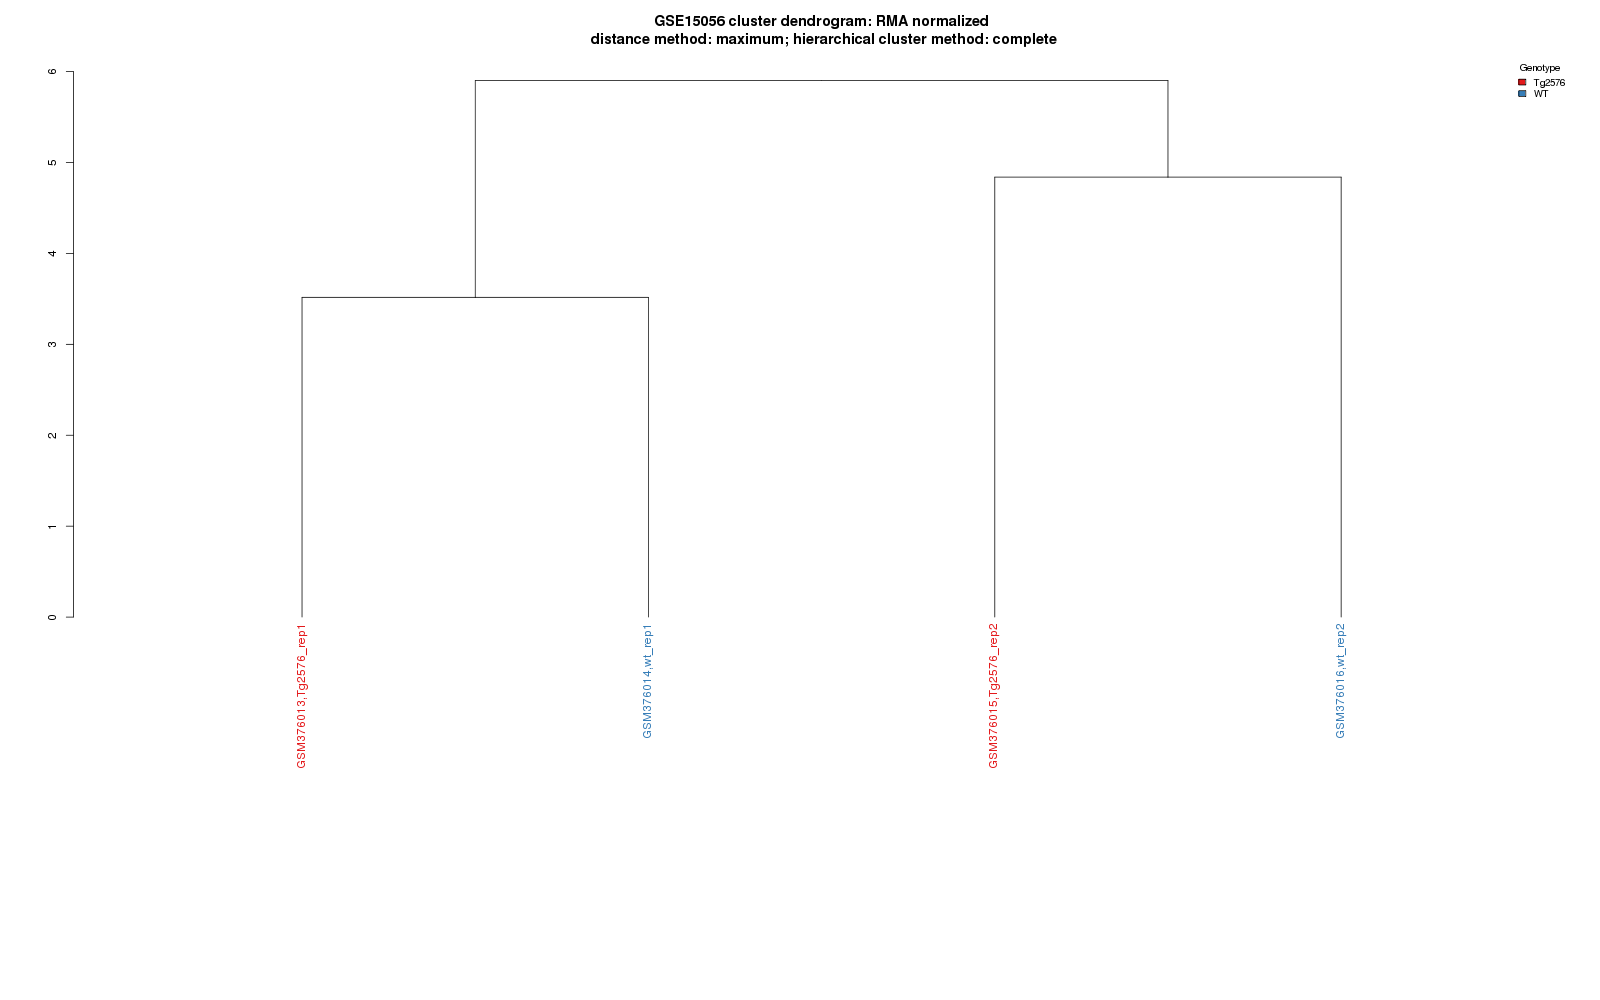 GSE15056 cluster dendrogram: RMA normalized
distance method: maximum; hierarchical cluster method: complete
Genotype
Tg2576
WT
6
5
4
3
2
1
0
GSM376013,Tg2576_rep1
GSM376014,wt_rep1
GSM376015,Tg2576_rep2
GSM376016,wt_rep2